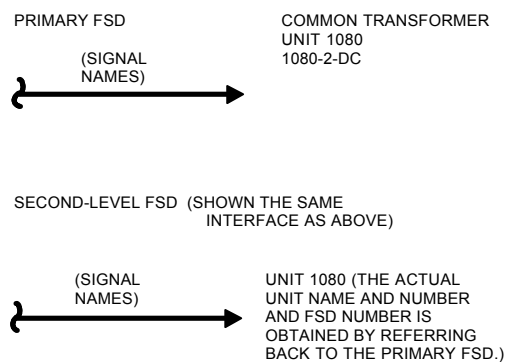 PRIMARY FSD
COMMON TRANSFORMER
UNIT 1080
1080-2-DC
(SIGNAL
NAMES)
SECOND-LEVEL FSD (SHOWN THE SAME
INTERFACE AS ABOVE)
(SIGNAL
NAMES)
UNIT 1080 (THE ACTUAL
UNIT NAME AND NUMBER
AND FSD NUMBER IS
OBTAINED BY REFERRING
BACK TO THE PRIMARY FSD.)